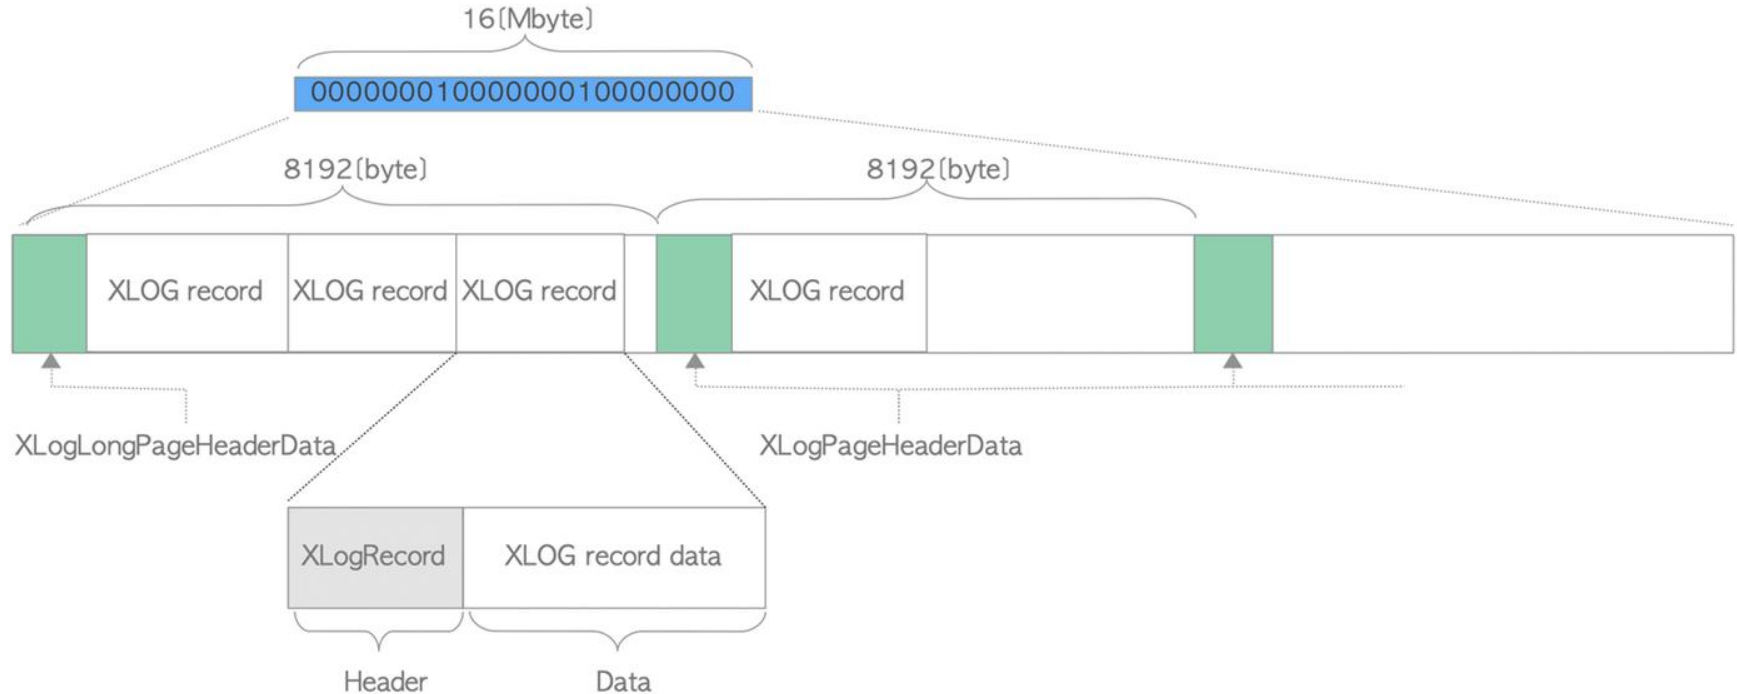 16[Mbyte]
000000010000000100000000
8192[byte] 8192[byte]
XLOG record XLOG record XLOG record XLOG record
XLogLongPageHeaderData XLogPageHeaderData
XLogRecord XLOG record data
Header Data